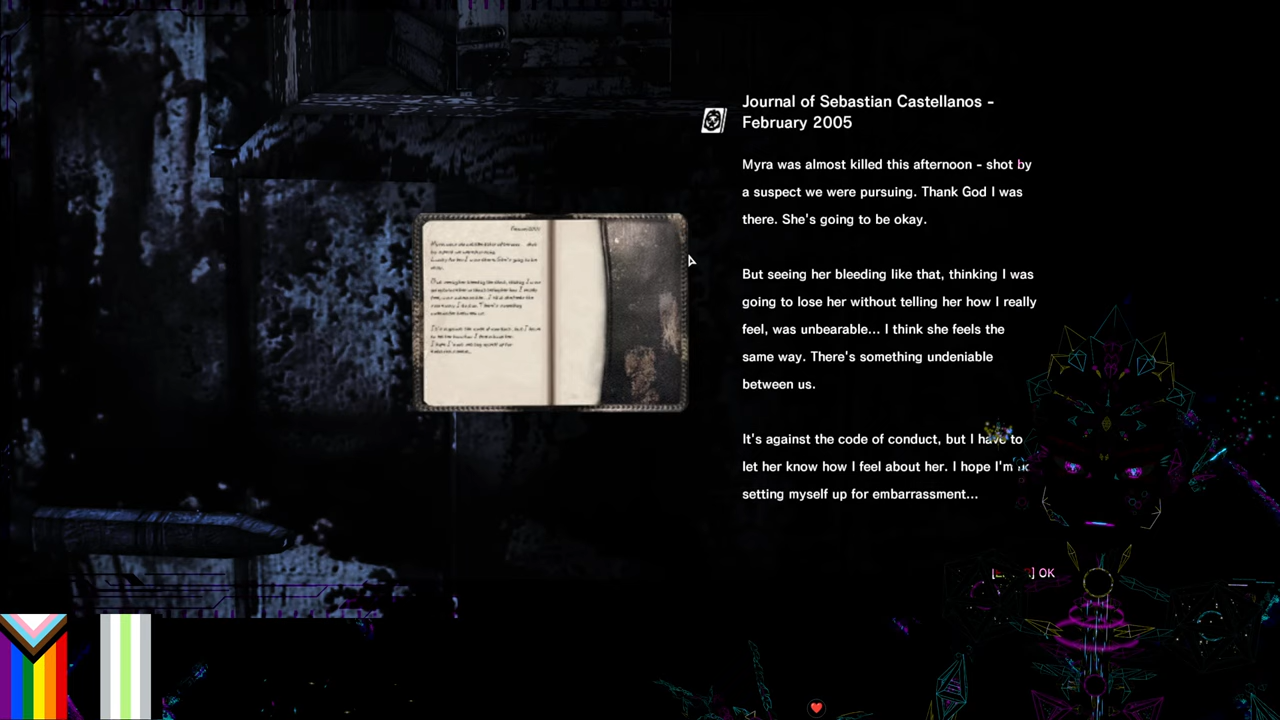 Journal of Sebastian Castellanos -
February 2005
Myra was almost killed this afternoon - shot by
a suspect we were pursuing. Thank God I was
there. She's going to be okay.
But seeing her bleeding like that, thinking I was
going to lose her without telling her how I really
feel, was unbearable... I think she feels the
same way. There's something undeniable
between us.
It's against the code of conduct, but I have to
let her know how I feel about her. I hope I'm
setting myself up for embarrassment...
OK